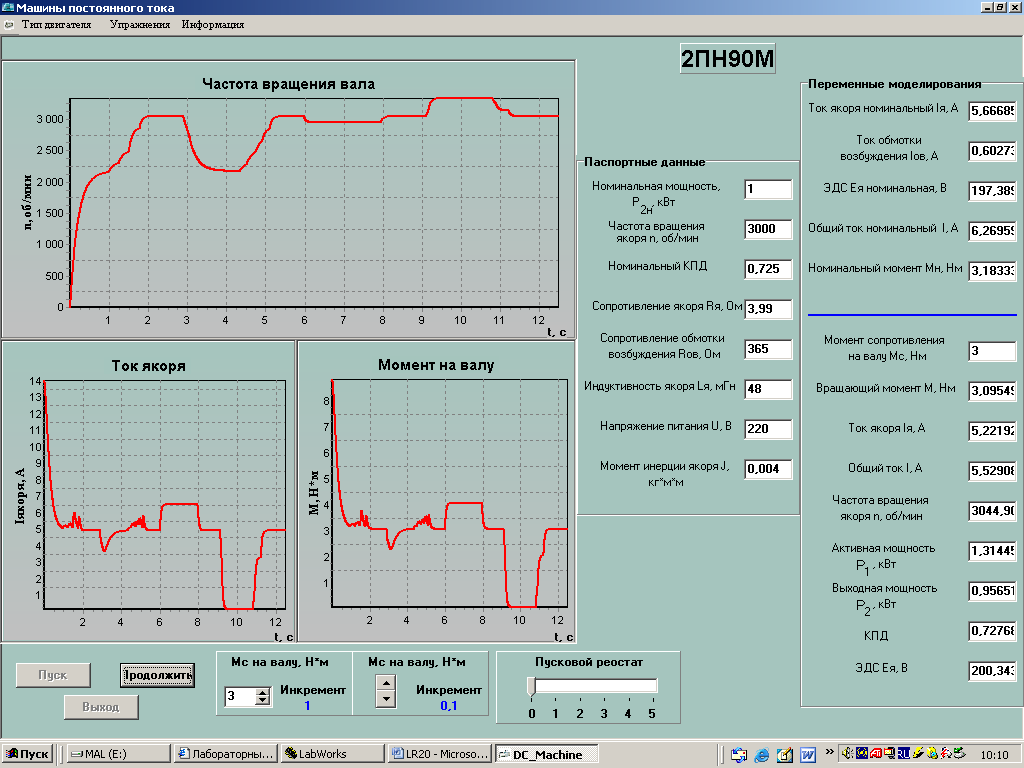 Машины постоянного тока
Тип двигателя Упражнения Информация
2ПН90М
Частота вращения вала
n, об/мин
3 000
2 500
2 000
1 500
1 000
500
0
1 2 3 4 5 6 7 8 9 10 11 12
t, c
Ток якоря
Iякоря, А
14
13
12
11
10
9
8
7
6
5
4
3
2
1
2 4 6 8 10 12
t, c
Момент на валу
М, Н*м
8
7
6
5
4
3
2
1
2 4 6 8 10 12
t, c
Паспортные данные
Номинальная мощность,
P2н, кВт
1
Частота вращения
якоря n, об/мин
3000
Номинальный КПД
0,725
Сопротивление якоря Rя, Ом
3,99
Сопротивление обмотки
возбуждения Rов, Ом
365
Индуктивность якоря Lя, мГн
48
Напряжение питания U, В
220
Момент инерции якоря J,
кг*м*м
0,004
Переменные моделирования
Ток якоря номинальный Iя, А
5,66685
Ток обмотки
возбуждения Iов, А
0,60273
ЭДС Ея номинальная, В
197,389
Общий ток номинальный I, А
6,26959
Номинальный момент Мн, Нм
3,18333
Момент сопротивления
на валу Мс, Нм
3
Вращающий момент М, Нм
3,09549
Ток якоря Iя, А
5,22192
Общий ток I, А
5,52908
Частота вращения
якоря n, об/мин
3044,90
Активная мощность
P1, кВт
1,31445
Выходная мощность
P2, кВт
0,95651
КПД
0,72768
ЭДС Ея, В
200,343
Пуск
Продолжить
Выход
Мс на валу, Н*м
3
Инкремент
1
Мс на валу, Н*м
Инкремент
0,1
Пусковой реостат
0 1 2 3 4 5
Пуск
MAL (E:)
Лабораторны...
LabWorks
LR20 - Microso...
DC_Machine
RU
10:10